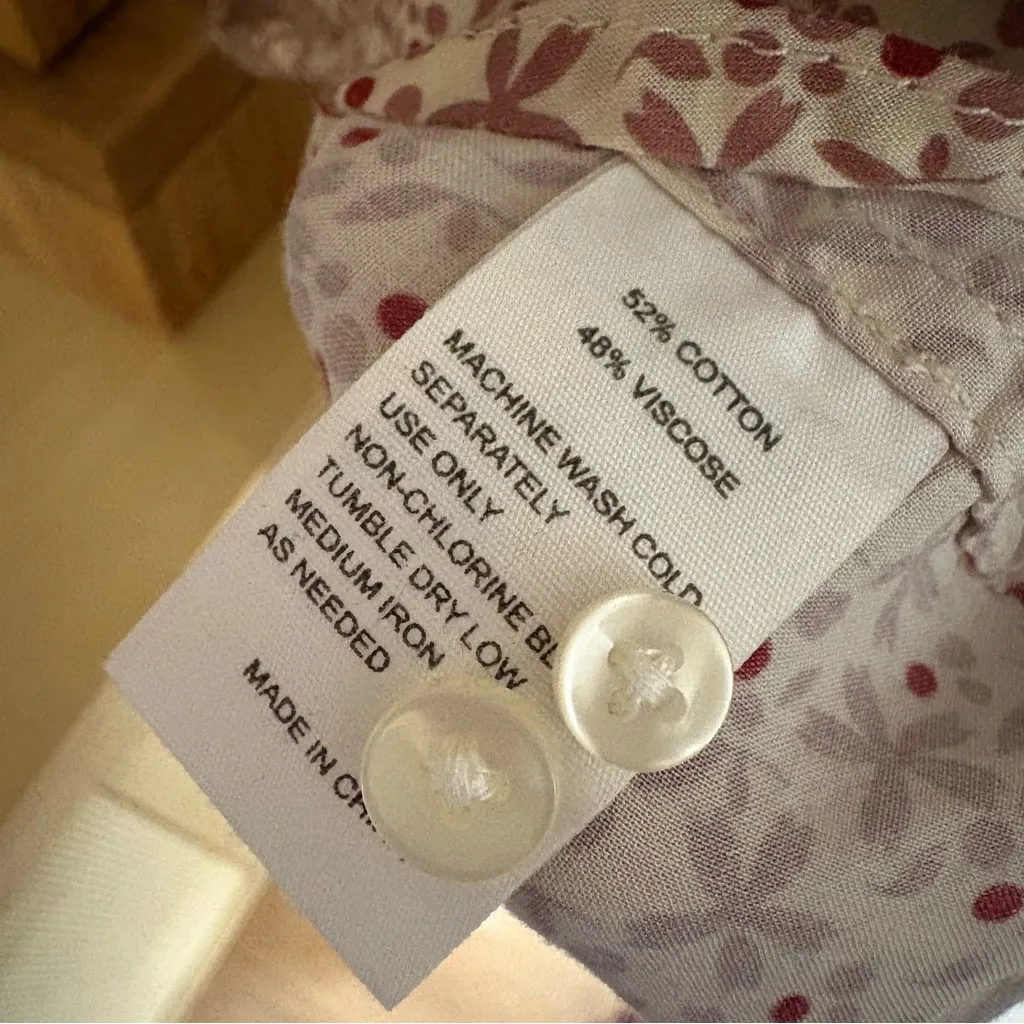 52% COTTON
48% VISCOSE
MACHINE WASH COLD
SEPARATELY
USE ONLY
NON-CHLORINE
TUMBLE DRY LOW
MEDIUM IRON
AS NEEDED
MADE IN